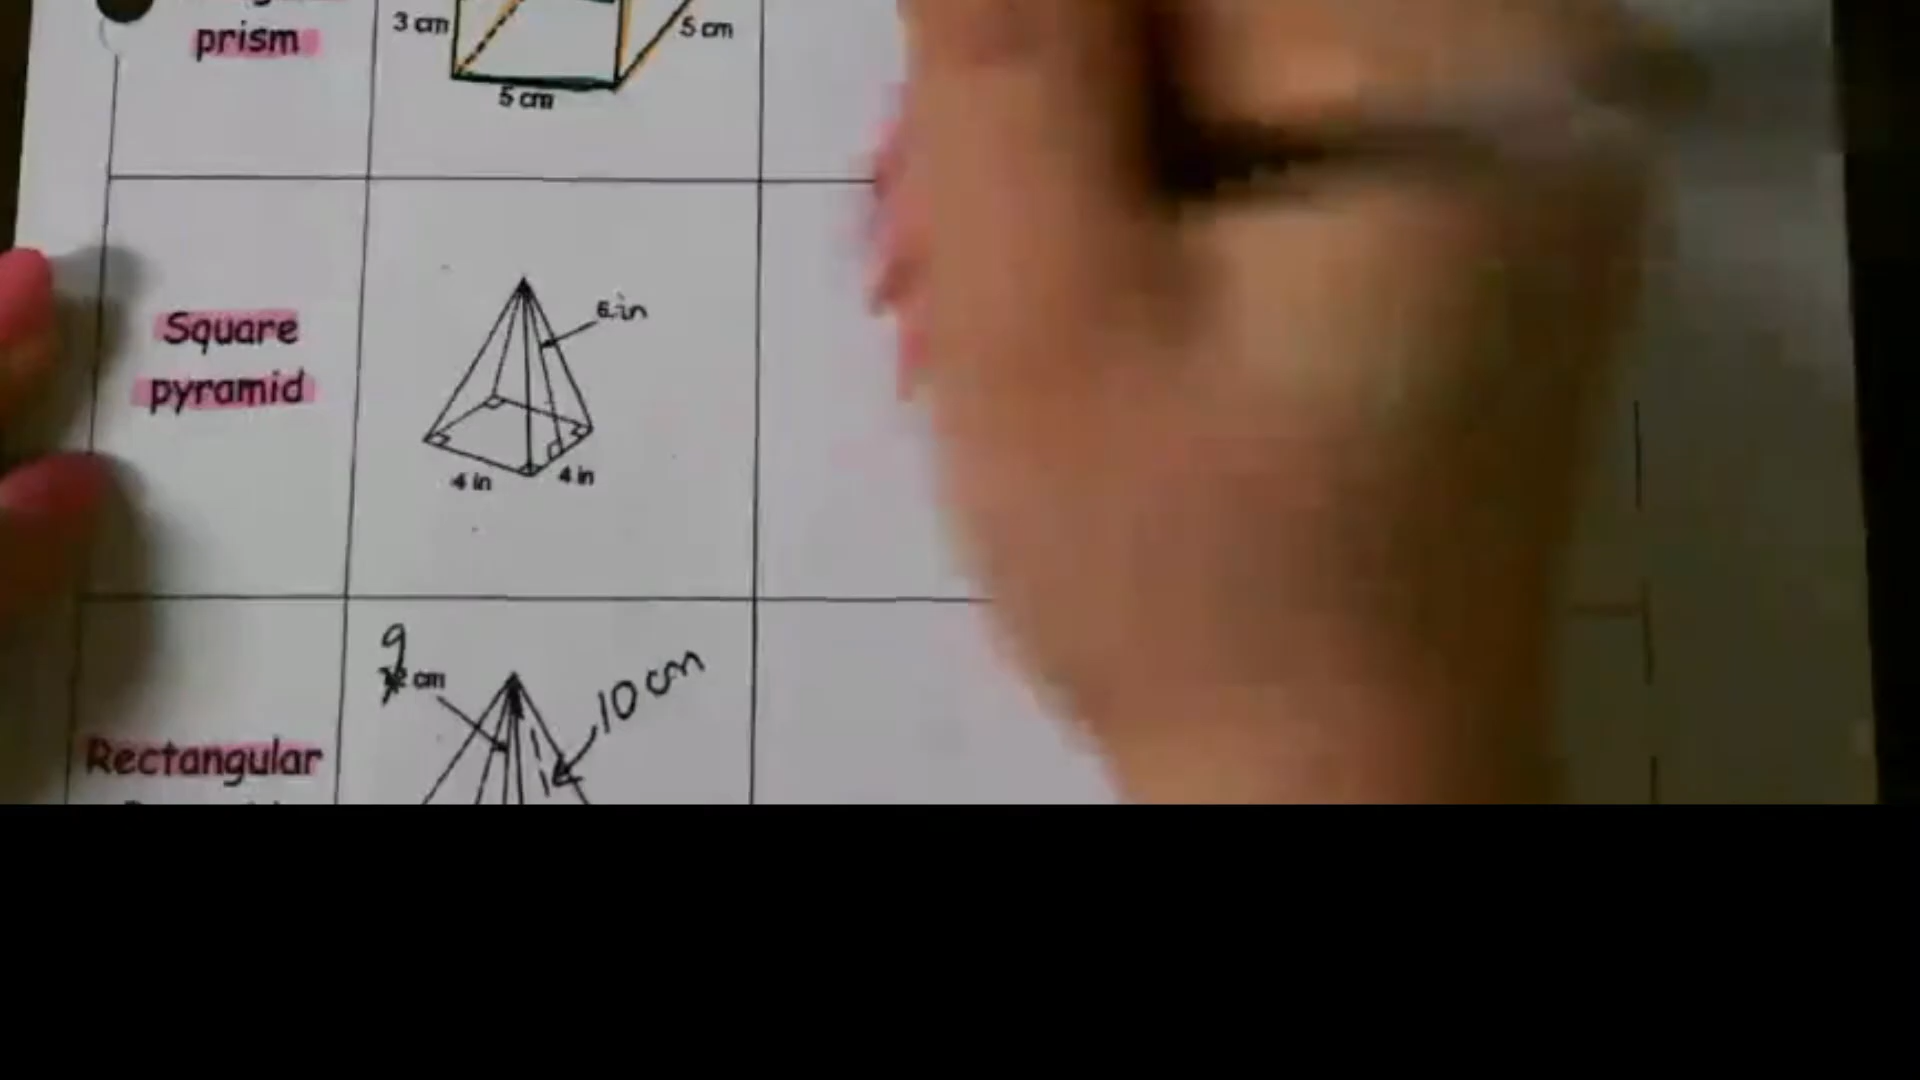 prism
3 cm
5 cm
5 cm
Square
pyramid
6 in
4 in
4 in
9
cm
10 cm
Rectangular